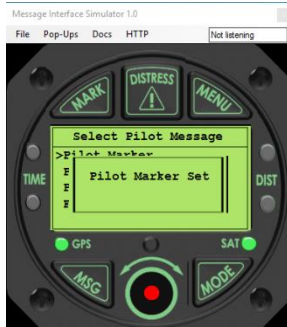 Message Interface Simulator 1.0
File Pop-Ups Docs HTTP Not listening
MARK DISTRESS MENU
Select Pilot Message
>Pilot Marker
Pilot Marker Set
TIME DIST
GPS SAT
MSG MODE